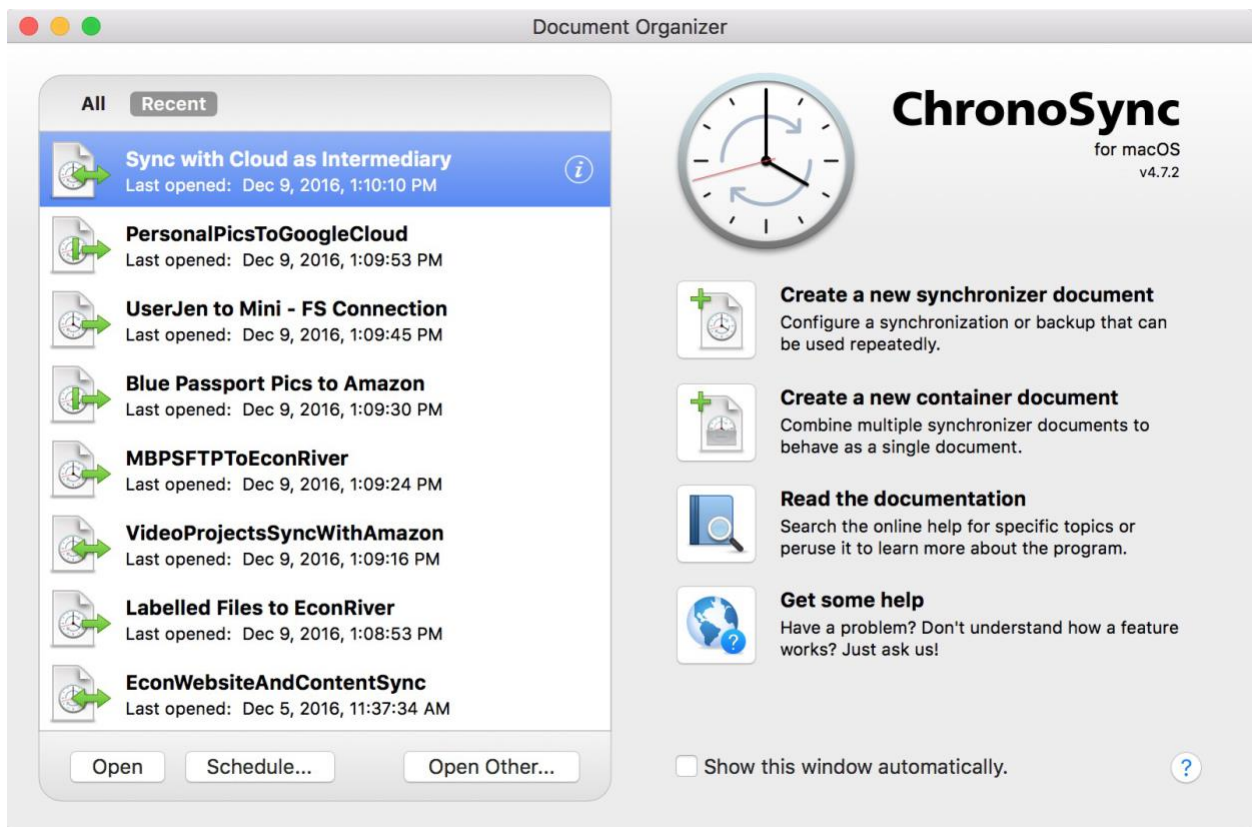 Document Organizer
All Recent
Sync with Cloud as Intermediary
Last opened: Dec 9, 2016, 1:10:10 PM
i
PersonalPicsToGoogleCloud
Last opened: Dec 9, 2016, 1:09:53 PM
UserJen to Mini - FS Connection
Last opened: Dec 9, 2016, 1:09:45 PM
Blue Passport Pics to Amazon
Last opened: Dec 9, 2016, 1:09:30 PM
MBPSFTPToEconRiver
Last opened: Dec 9, 2016, 1:09:24 PM
VideoProjectsSyncWithAmazon
Last opened: Dec 9, 2016, 1:09:16 PM
Labelled Files to EconRiver
Last opened: Dec 9, 2016, 1:08:53 PM
EconWebsiteAndContentSync
Last opened: Dec 5, 2016, 11:37:34 AM
Open Schedule... Open Other...
ChronoSync
for macOS
v4.7.2
Create a new synchronizer document
Configure a synchronization or backup that can
be used repeatedly.
Create a new container document
Combine multiple synchronizer documents to
behave as a single document.
Read the documentation
Search the online help for specific topics or
peruse it to learn more about the program.
Get some help
Have a problem? Don't understand how a feature
works? Just ask us!
?
Show this window automatically.
?